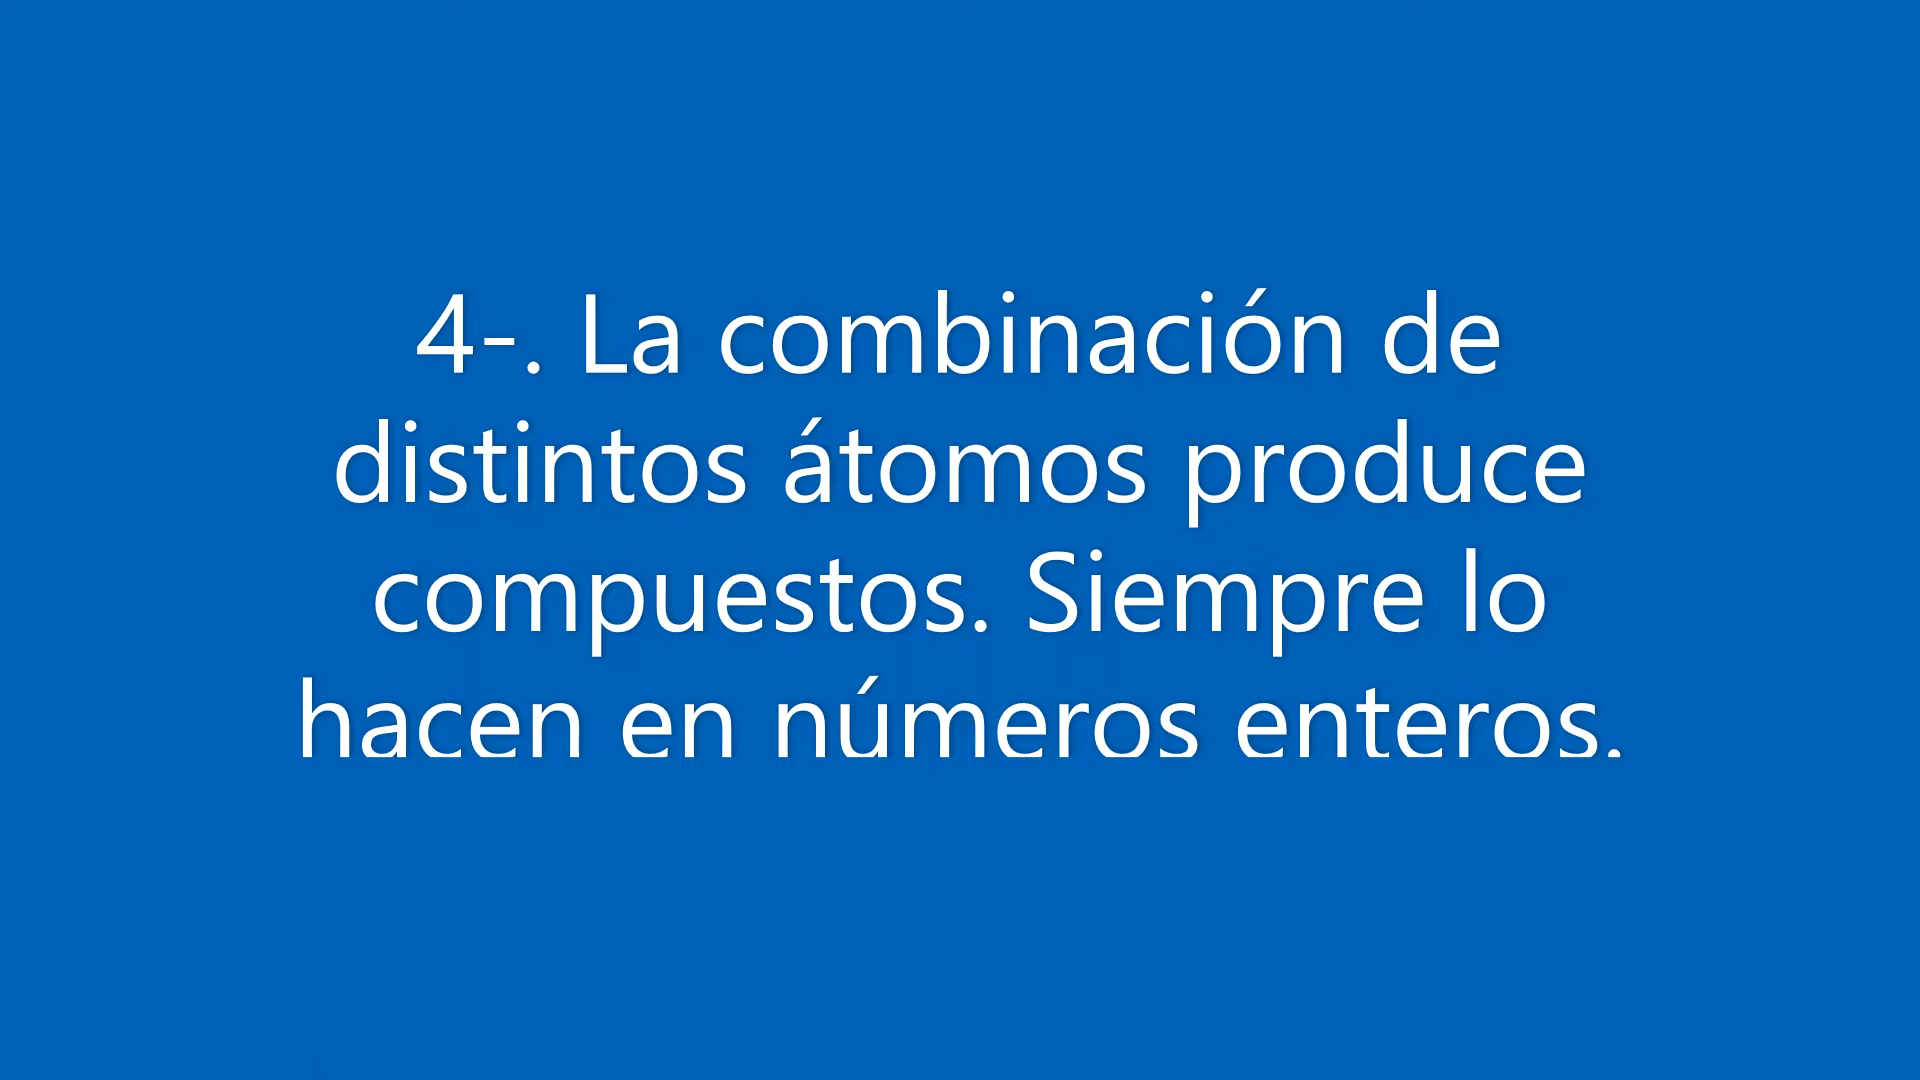 4-. La combinación de
distintos átomos produce
compuestos. Siempre lo
hacen en números enteros.